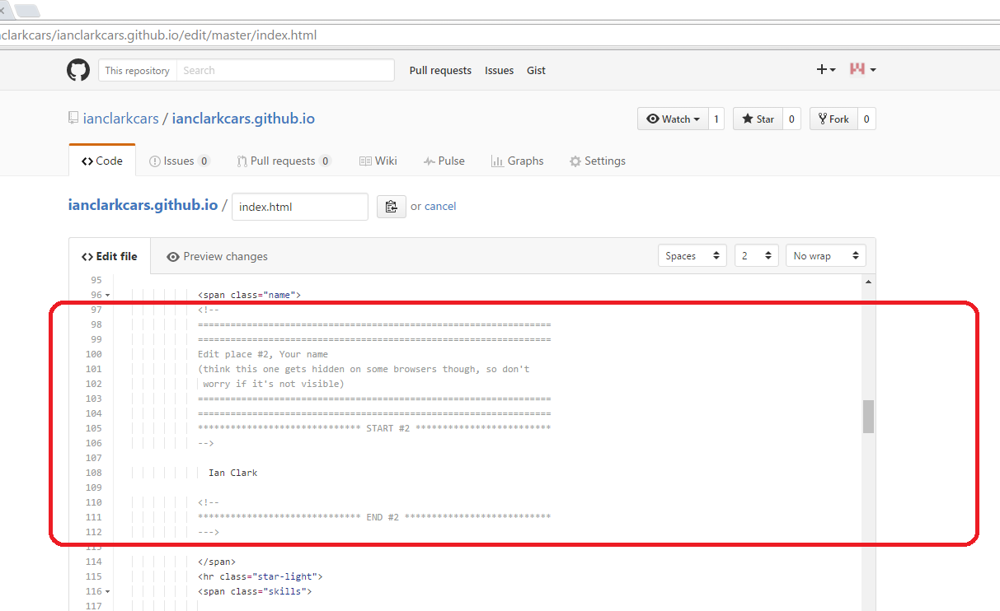 clarkcars/ianclarkcars.github.io/edit/master/index.html
This repository Search Pull requests Issues Gist
ianclarkcars / ianclarkcars.github.io Watch 1 Star 0 Fork 0
Code Issues 0 Pull requests 0 Wiki Pulse Graphs Settings
ianclarkcars.github.io / index.html or cancel
<> Edit file Preview changes Spaces 2 No wrap
95
96 <span class="name">
97 <!--
98 =================================================================
99 =================================================================
100 Edit place #2, Your name
101 (think this one gets hidden on some browsers though, so don't
102 worry if it's not visible)
103 =================================================================
104 =================================================================
105 ****************************** START #2 *************************
106 -->
107
108 Ian Clark
109
110 <!--
111 ****************************** END #2 ***************************
112 --->
113
114 </span>
115 <hr class="star-light">
116 <span class="skills">
117